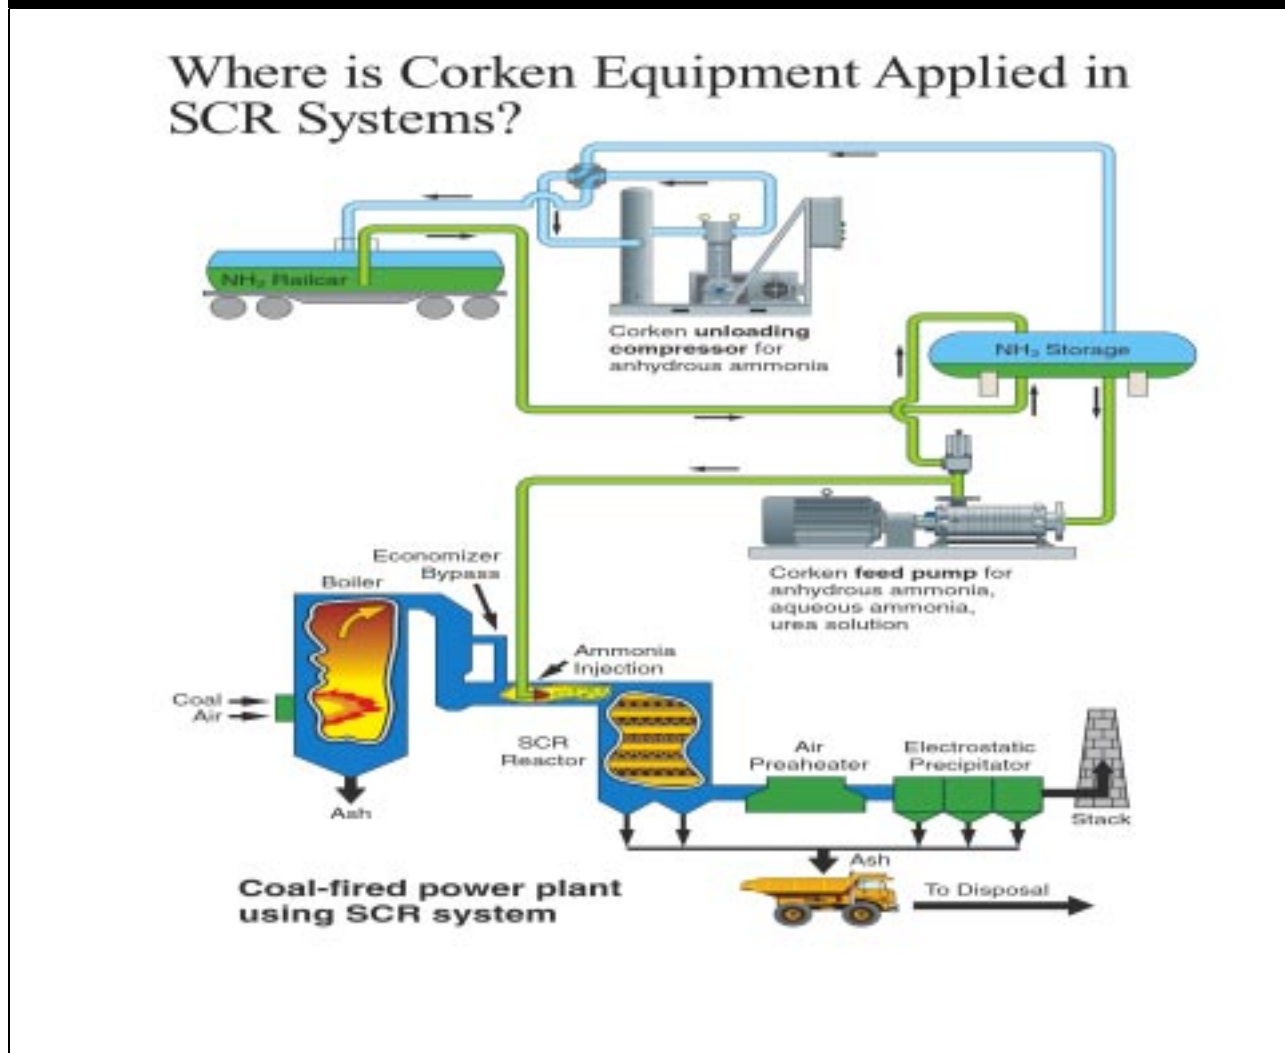 Where is Corken Equipment Applied in
SCR Systems?
NH₃ Railcar
Corken unloading
compressor for
anhydrous ammonia
NH₃ Storage
Corken feed pump for
anhydrous ammonia,
aqueous ammonia,
urea solution
Economizer
Bypass
Boiler
Ammonia
Injection
Coal
Air
SCR
Reactor
Air
Preaheater
Electrostatic
Precipitator
Ash
Stack
Ash
To Disposal
Coal-fired power plant
using SCR system